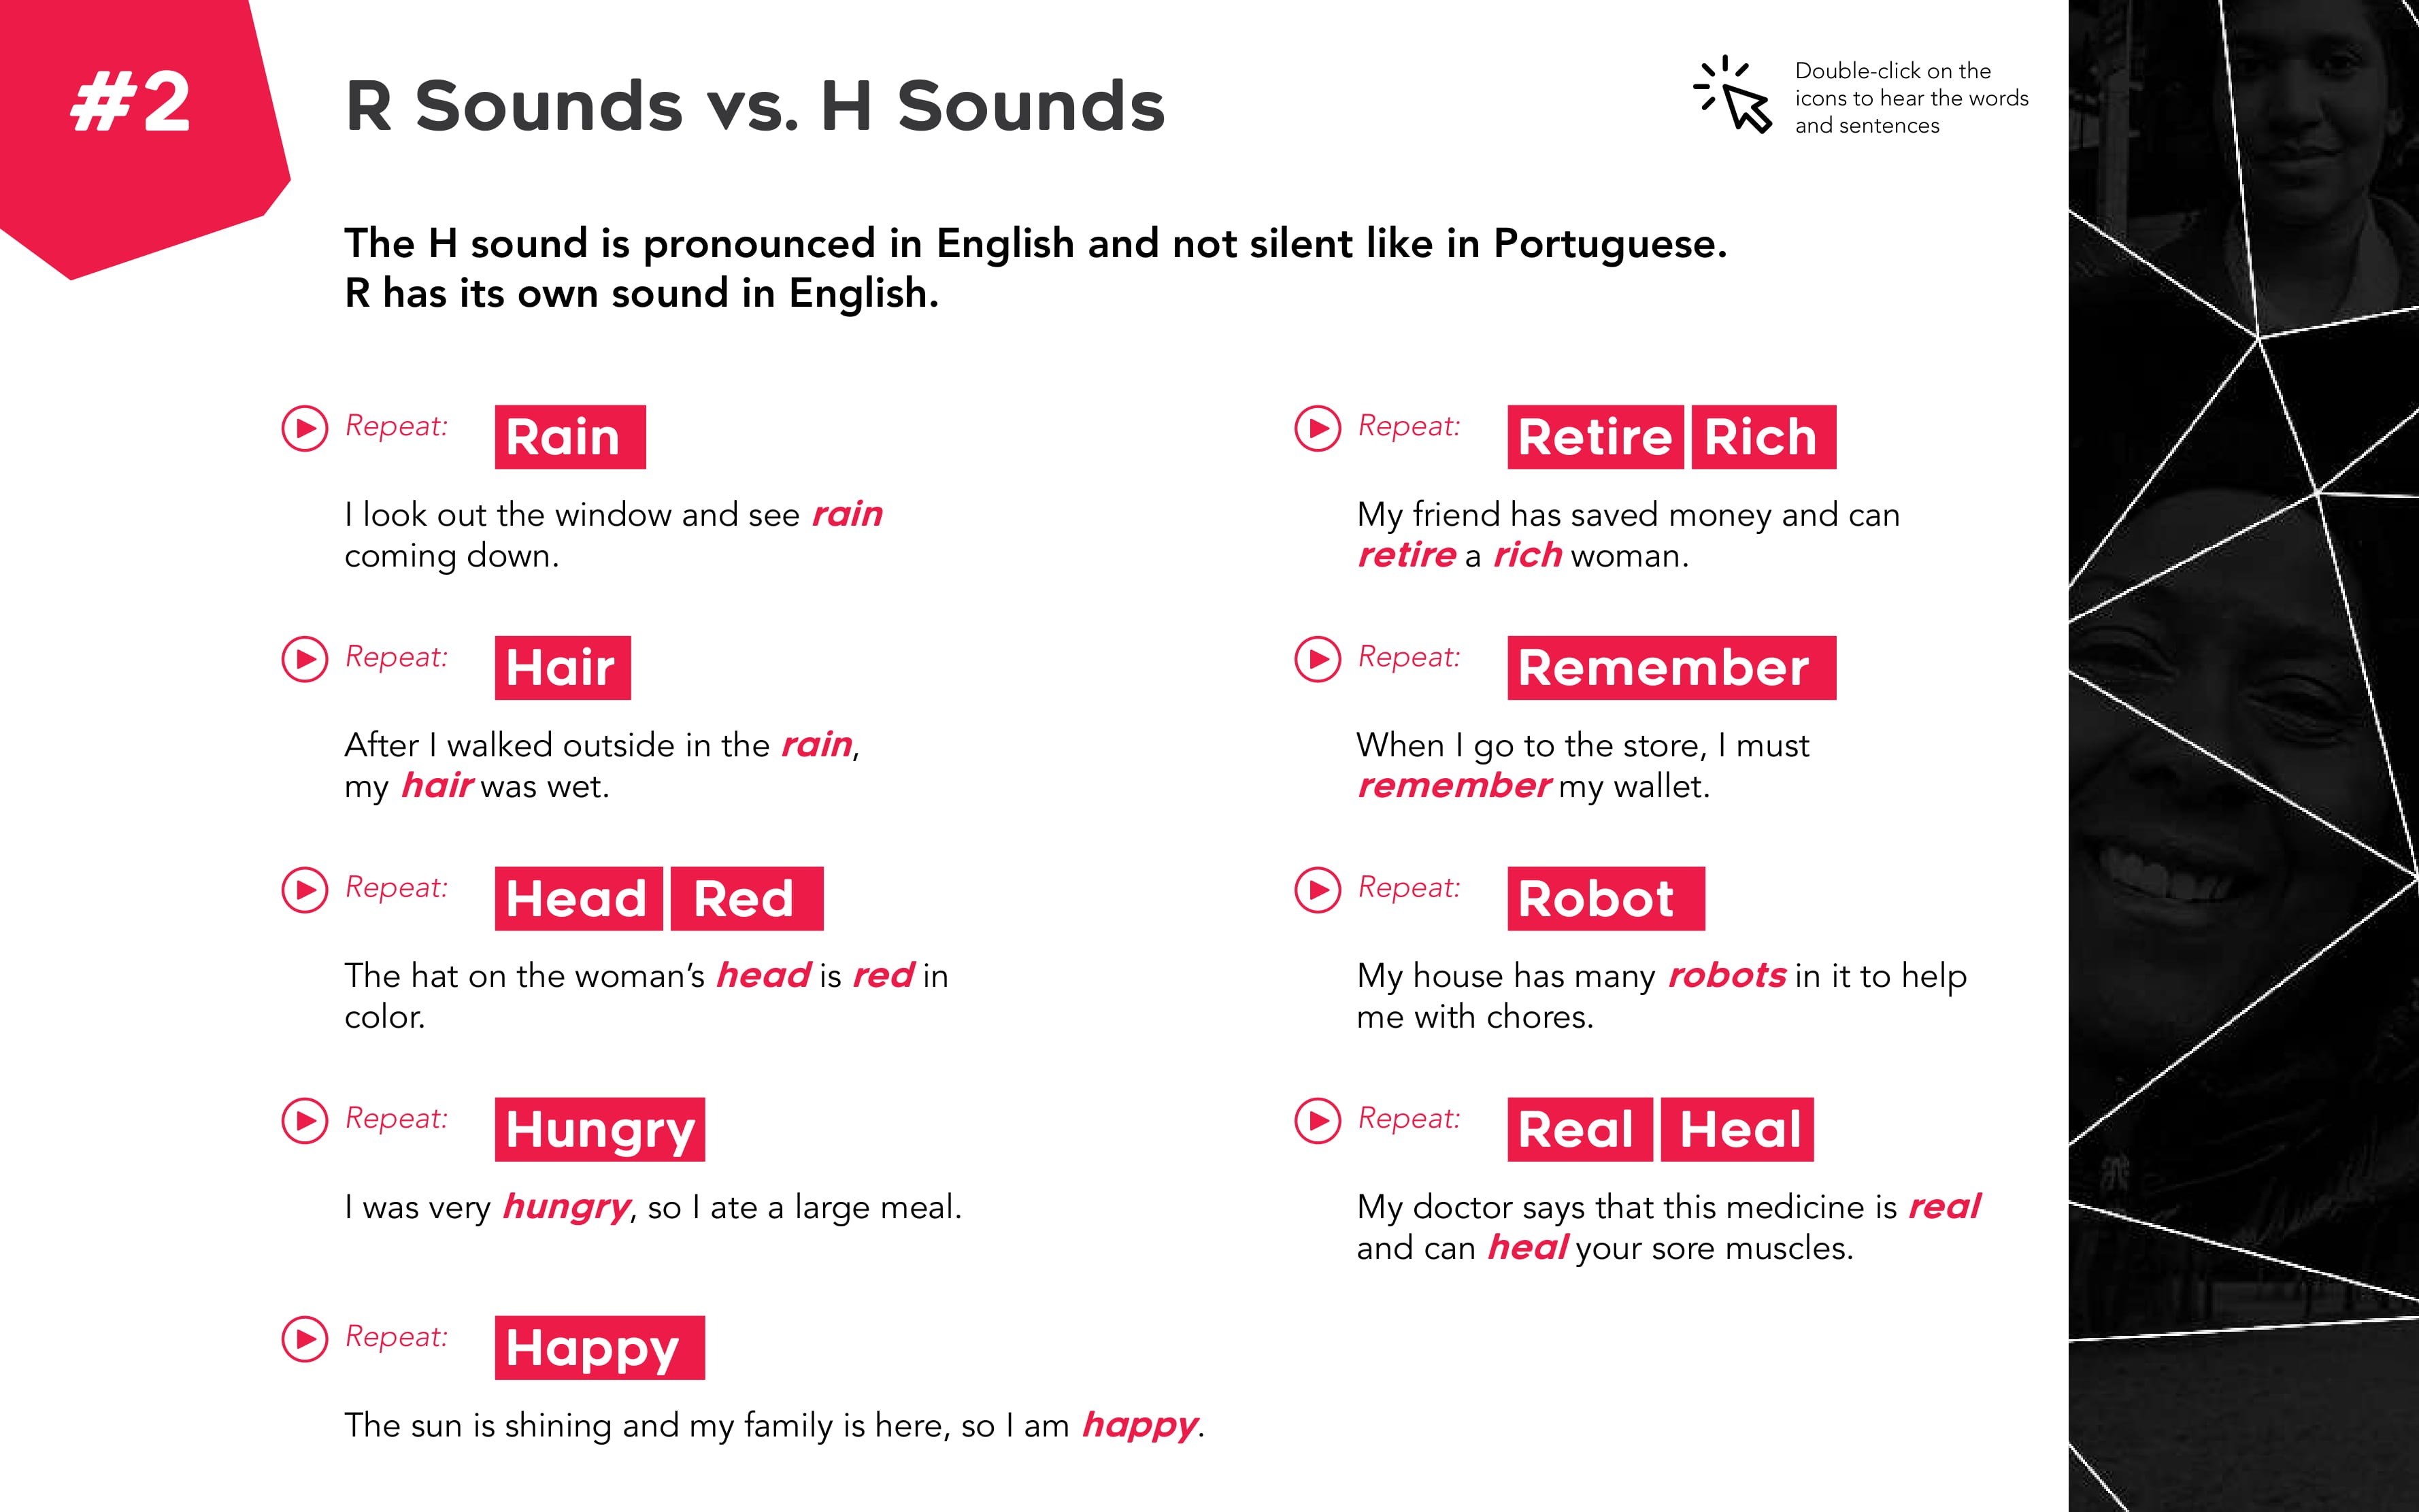 #2
R Sounds vs. H Sounds
Double-click on the
icons to hear the words
and sentences
The H sound is pronounced in English and not silent like in Portuguese.
R has its own sound in English.
Repeat: Rain
I look out the window and see rain
coming down.
Repeat: Hair
After I walked outside in the rain,
my hair was wet.
Repeat: Head Red
The hat on the woman’s head is red in
color.
Repeat: Hungry
I was very hungry, so I ate a large meal.
Repeat: Happy
The sun is shining and my family is here, so I am happy.
Repeat: Retire Rich
My friend has saved money and can
retire a rich woman.
Repeat: Remember
When I go to the store, I must
remember my wallet.
Repeat: Robot
My house has many robots in it to help
me with chores.
Repeat: Real Heal
My doctor says that this medicine is real
and can heal your sore muscles.